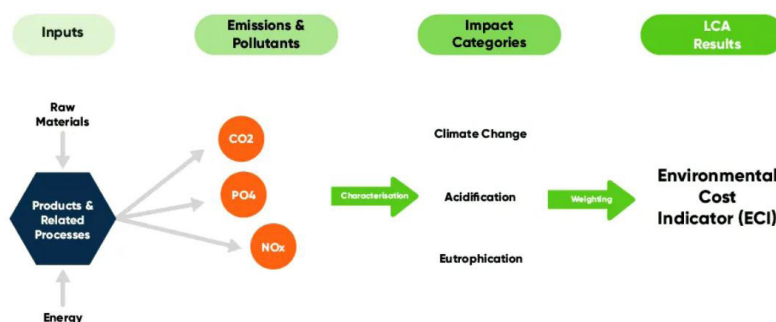 Inputs
Emissions &
Pollutants
Impact
Categories
LCA
Results
Raw
Materials
Products &
Related
Processes
Energy
CO2
PO4
NOx
Characterisation
Climate Change
Acidification
Eutrophication
Weighting
Environmental
Cost
Indicator (ECI)